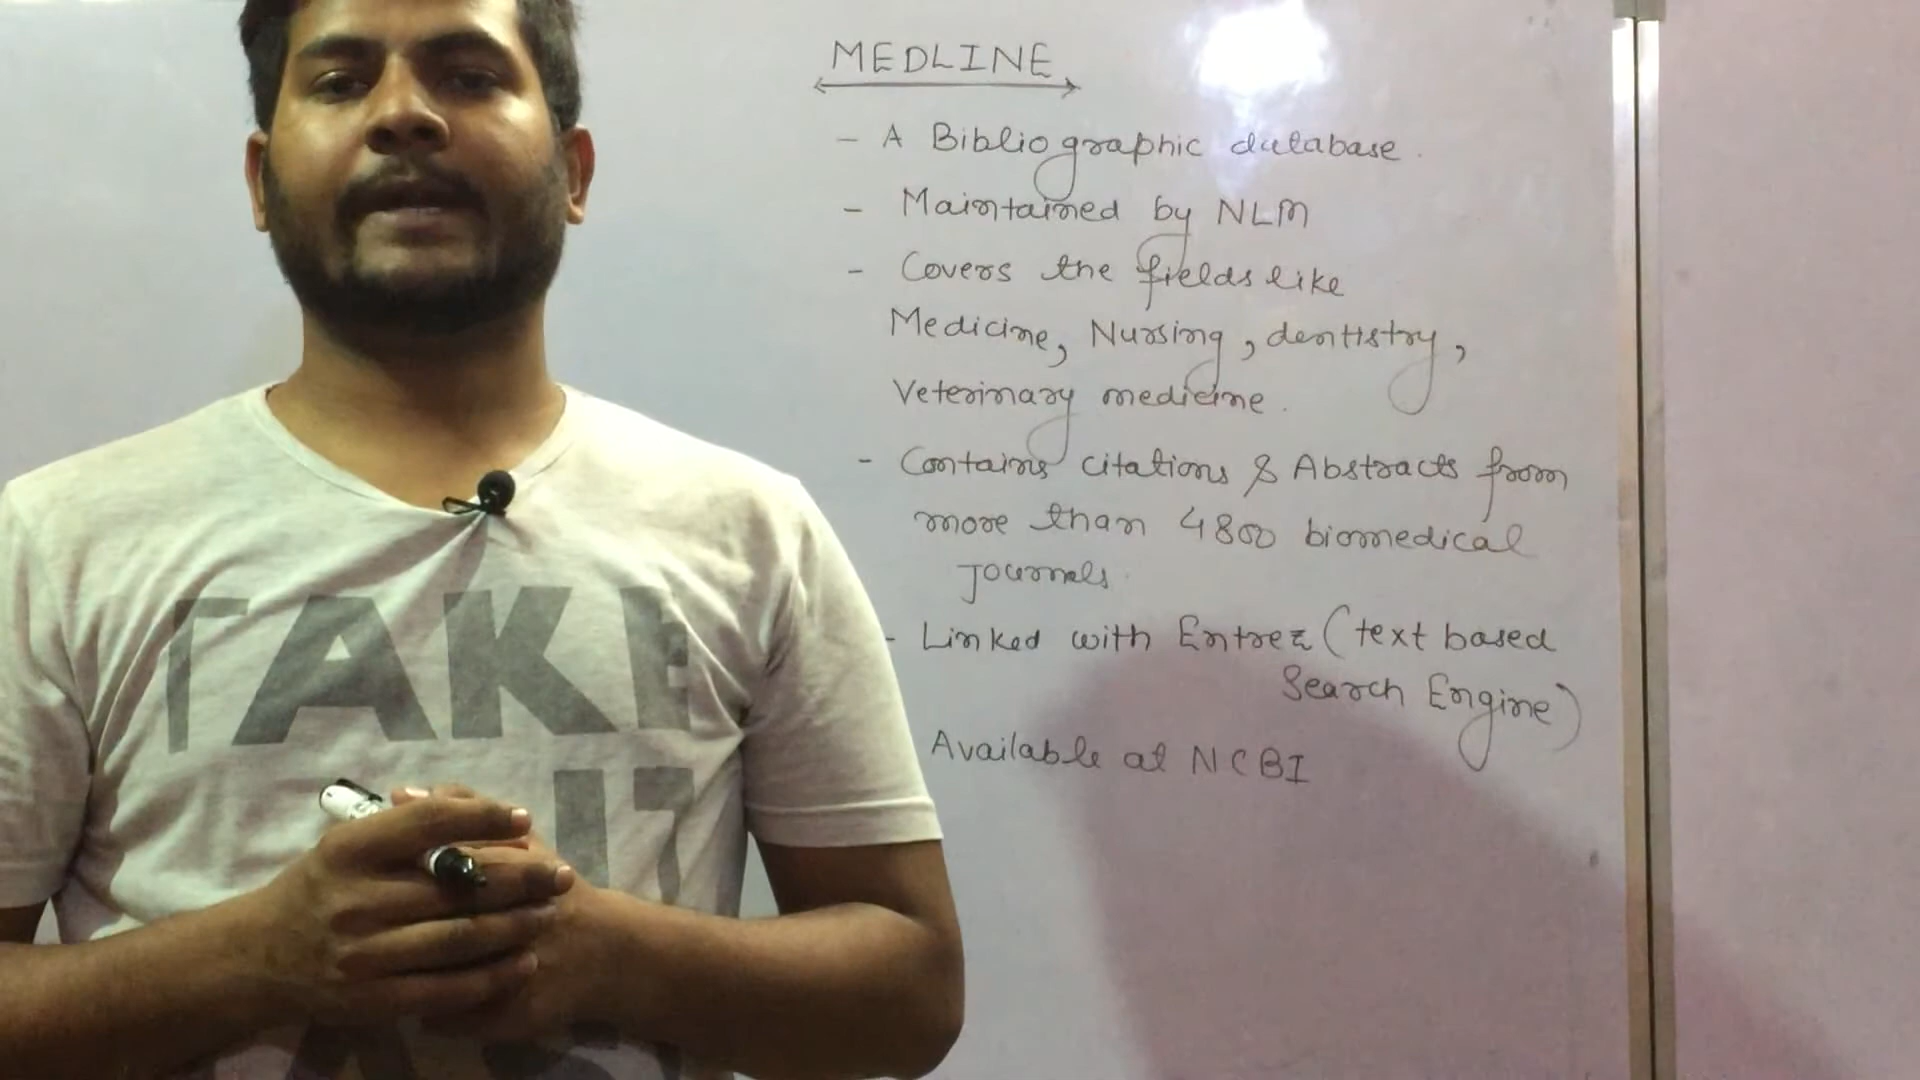 MEDLINE
- A Bibliographic database.
- Maintained by NLM
- Covers the fields like
Medicine, Nursing, dentistry,
Veterinary medicine.
- Contains citations & Abstracts from
more than 4800 biomedical
Journals.
- Linked with Entrez (text based
Search Engine)
Available at NCBI
TAKE
IT